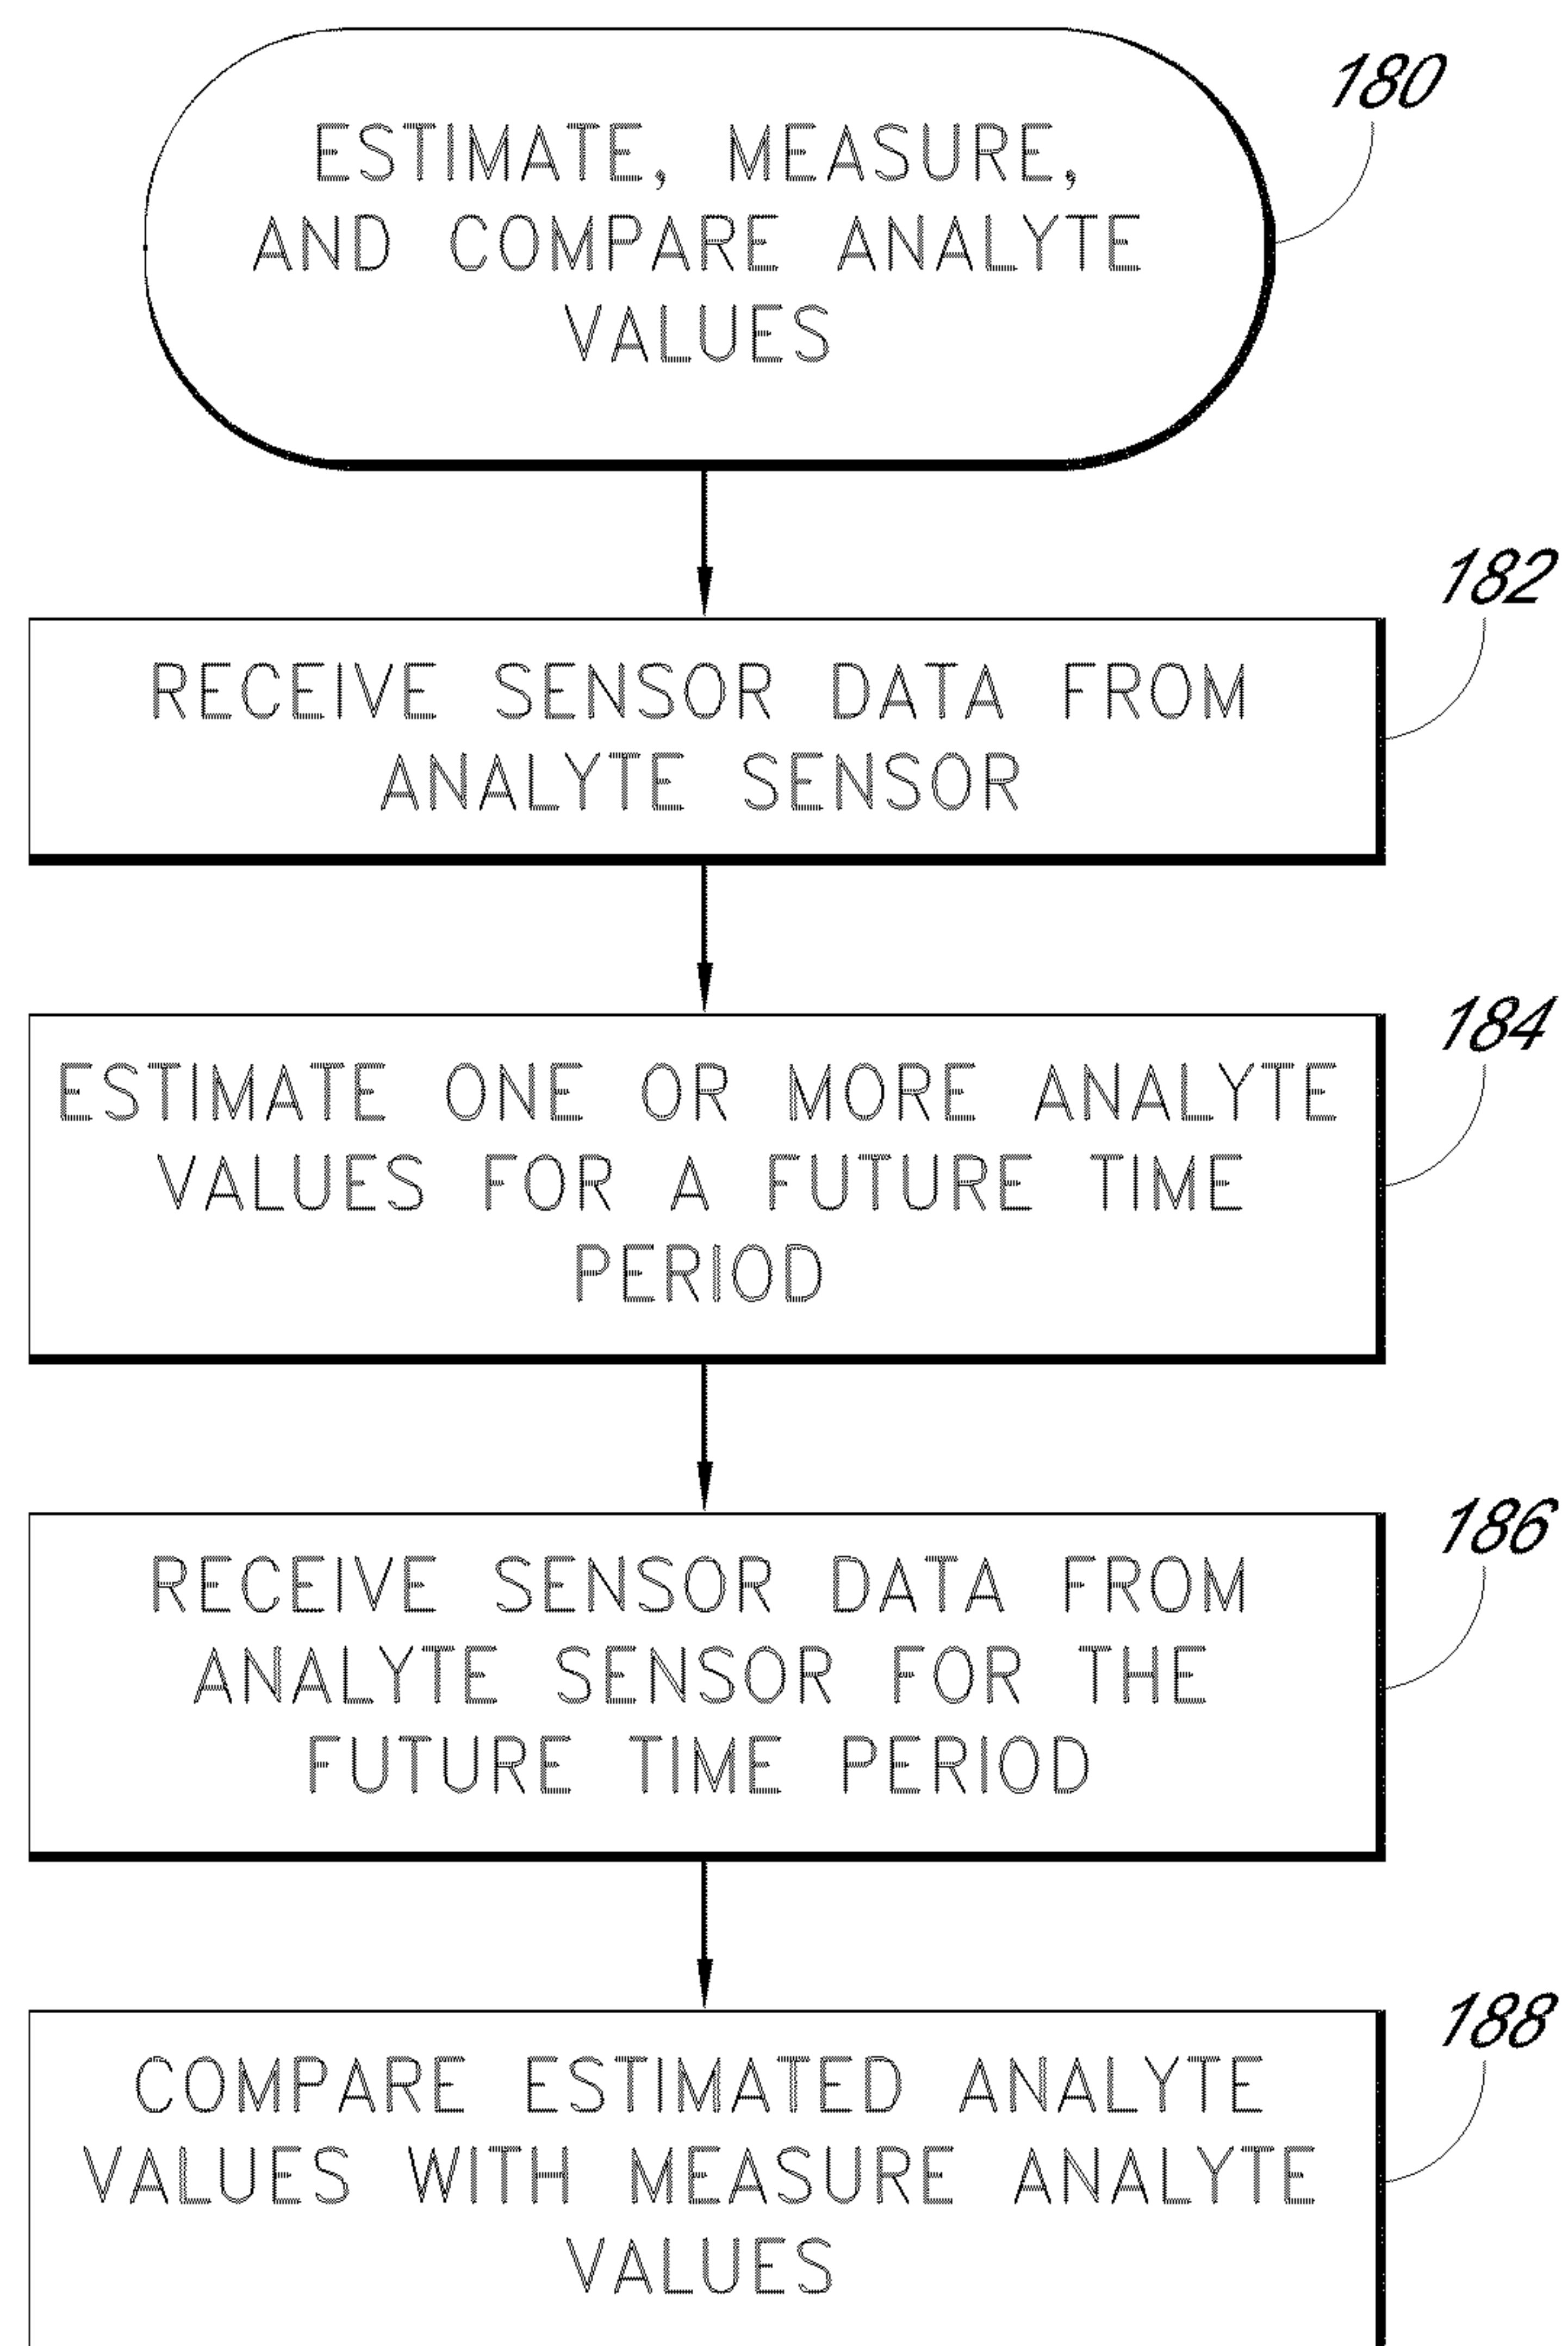 180
ESTIMATE, MEASURE,
AND COMPARE ANALYTE
VALUES
182
RECEIVE SENSOR DATA FROM
ANALYTE SENSOR
184
ESTIMATE ONE OR MORE ANALYTE
VALUES FOR A FUTURE TIME
PERIOD
186
RECEIVE SENSOR DATA FROM
ANALYTE SENSOR FOR THE
FUTURE TIME PERIOD
188
COMPARE ESTIMATED ANALYTE
VALUES WITH MEASURE ANALYTE
VALUES